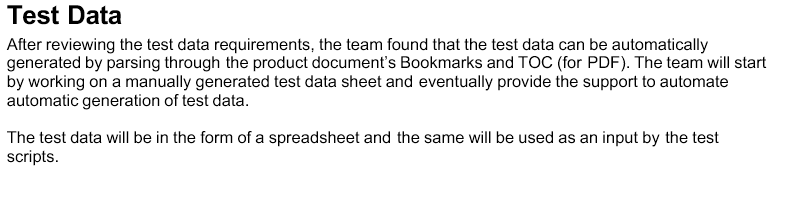 Test Data
After reviewing the test data requirements, the team found that the test data can be automatically
generated by parsing through the product document's Bookmarks and TOC (for PDF). The team will start
by working on a manually generated test data sheet and eventually provide the support to automate
automatic generation of test data.
The test data will be in the form of a spreadsheet and the same will be used as an input by the test
scripts.